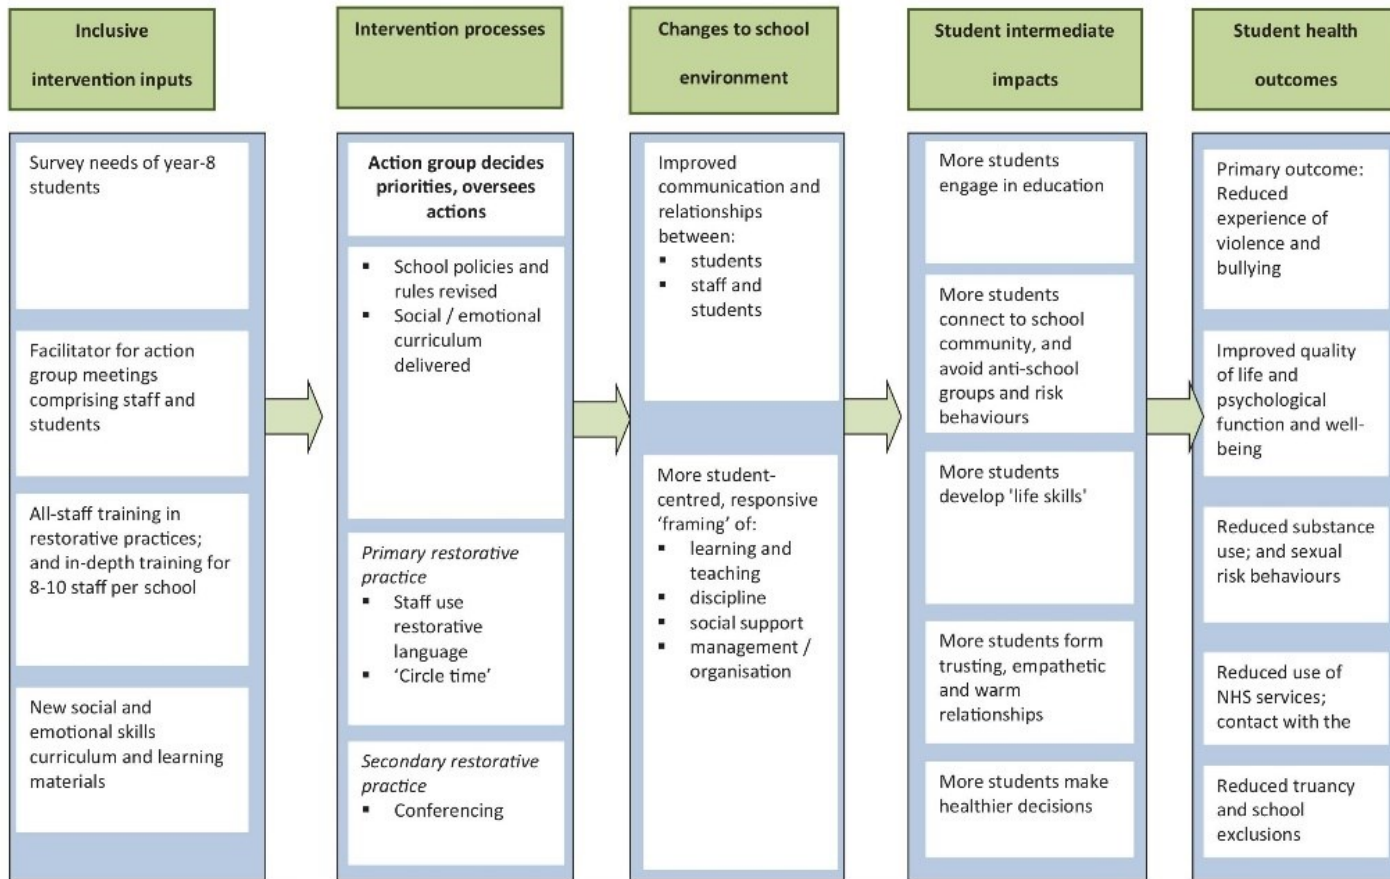 Inclusive
intervention inputs
Intervention processes
Changes to school
environment
Student intermediate
impacts
Student health
outcomes
Survey needs of year-8
students
Facilitator for action
group meetings
comprising staff and
students
All-staff training in
restorative practices;
and in-depth training for
8-10 staff per school
New social and
emotional skills
curriculum and learning
materials
Action group decides
priorities, oversees
actions
▪ School policies and
rules revised
▪ Social / emotional
curriculum
delivered
Primary restorative
practice
▪ Staff use
restorative
language
▪ ‘Circle time’
Secondary restorative
practice
▪ Conferencing
Improved
communication and
relationships
between:
▪ students
▪ staff and
students
More student-
centred, responsive
‘framing’ of:
▪ learning and
teaching
▪ discipline
▪ social support
▪ management /
organisation
More students
engage in education
More students
connect to school
community, and
avoid anti-school
groups and risk
behaviours
More students
develop 'life skills'
More students form
trusting, empathetic
and warm
relationships
More students make
healthier decisions
Primary outcome:
Reduced
experience of
violence and
bullying
Improved quality
of life and
psychological
function and well-
being
Reduced substance
use; and sexual
risk behaviours
Reduced use of
NHS services;
contact with the
Reduced truancy
and school
exclusions